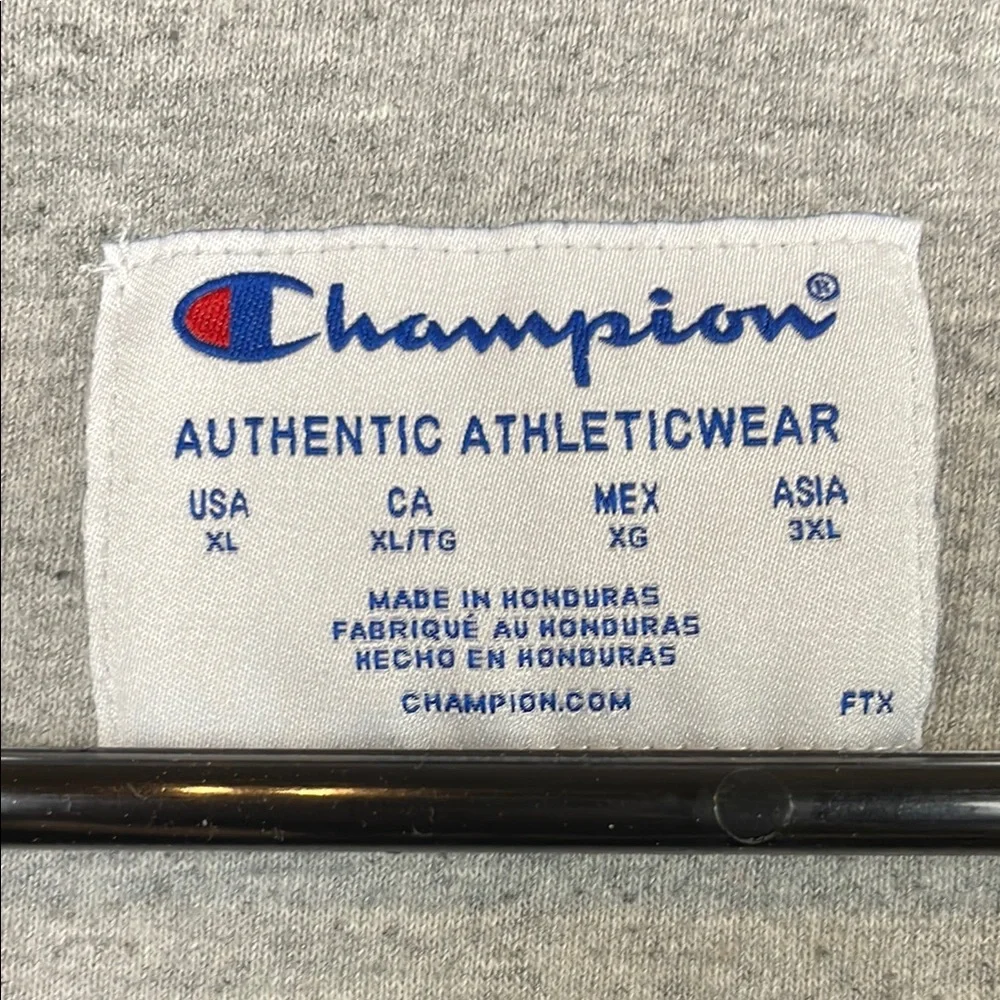 Champion®
AUTHENTIC ATHLETICWEAR
USA CA MEX ASIA
XL XL/TG XG 3XL
MADE IN HONDURAS
FABRIQUÉ AU HONDURAS
HECHO EN HONDURAS
CHAMPION.COM FTX